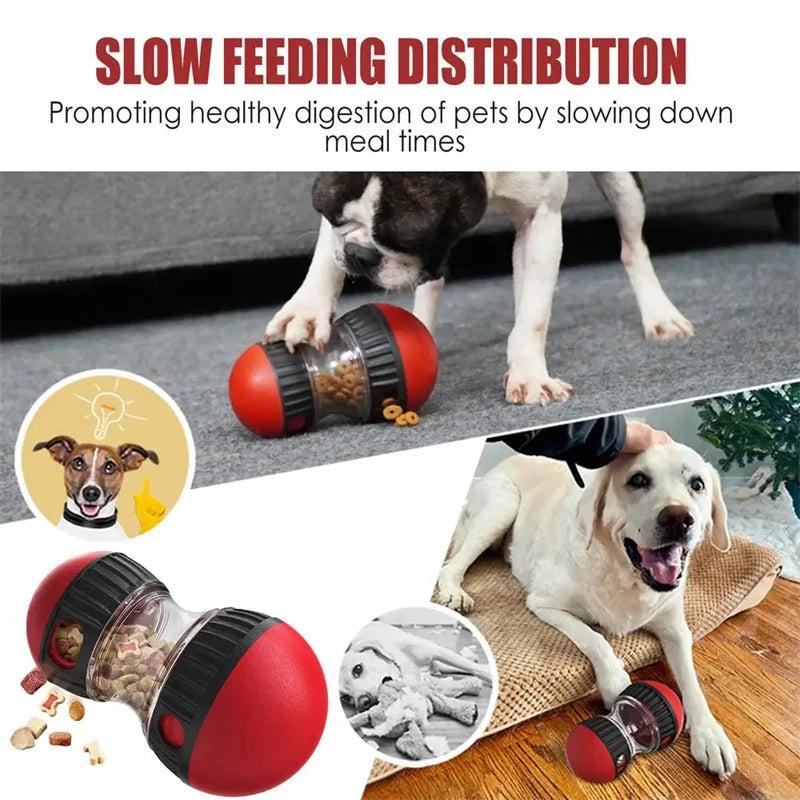 SLOW FEEDING DISTRIBUTION
Promoting healthy digestion of pets by slowing down
meal times